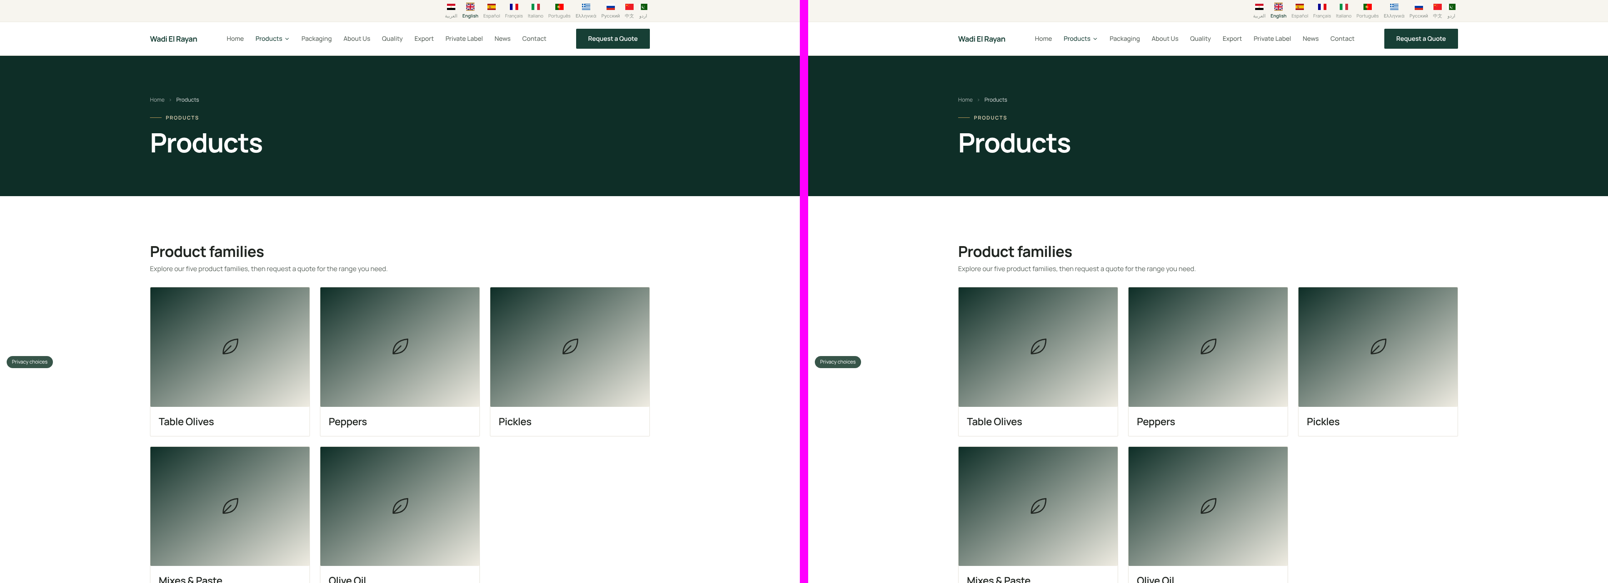 العربية English Español Français Italiano Português Ελληνικά Русский 中文 اردو
Wadi El Rayan Home Products Packaging About Us Quality Export Private Label News Contact Request a Quote
Home › Products
PRODUCTS
Products
Product families
Explore our five product families, then request a quote for the range you need.
Privacy choices
Table Olives Peppers Pickles
Mixes & Paste Olive Oil
العربية English Español Français Italiano Português Ελληνικά Русский 中文 اردو
Wadi El Rayan Home Products Packaging About Us Quality Export Private Label News Contact Request a Quote
Home › Products
PRODUCTS
Products
Product families
Explore our five product families, then request a quote for the range you need.
Privacy choices
Table Olives Peppers Pickles
Mixes & Paste Olive Oil